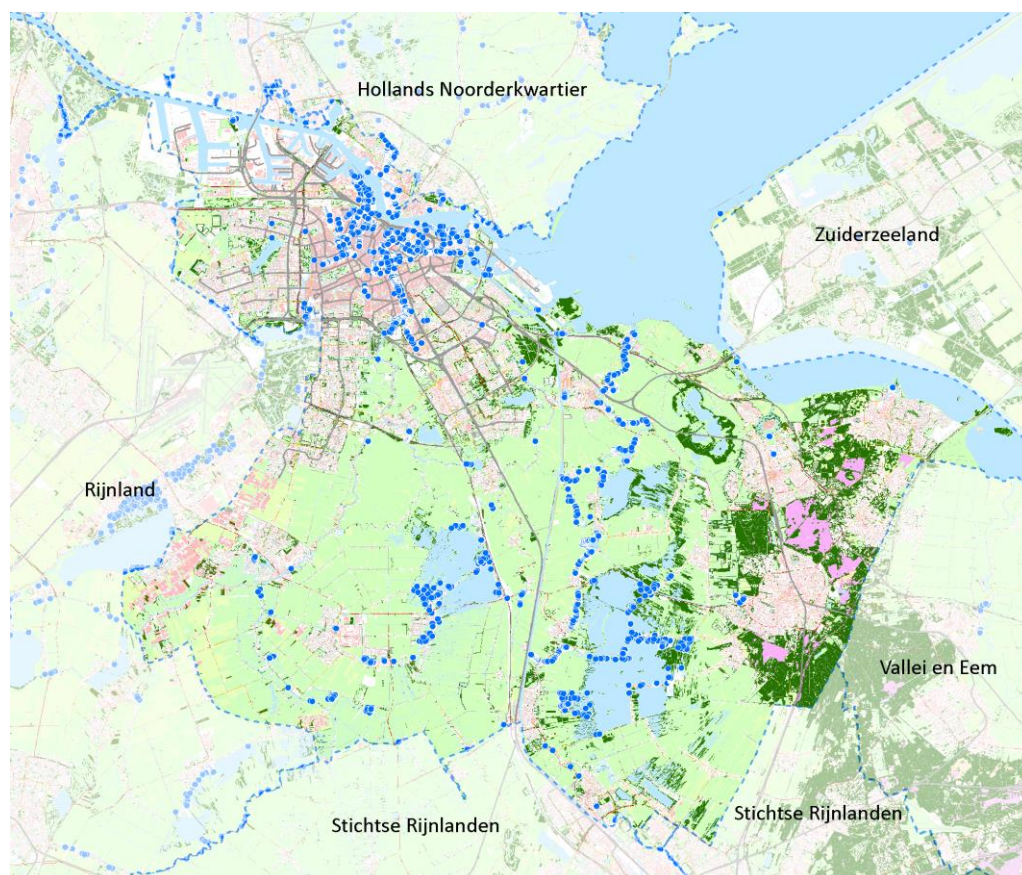 Hollands Noorderkwartier
Zuiderzeeland
Rijnland
Vallei en Eem
Stichtse Rijnlanden
Stichtse Rijnlanden